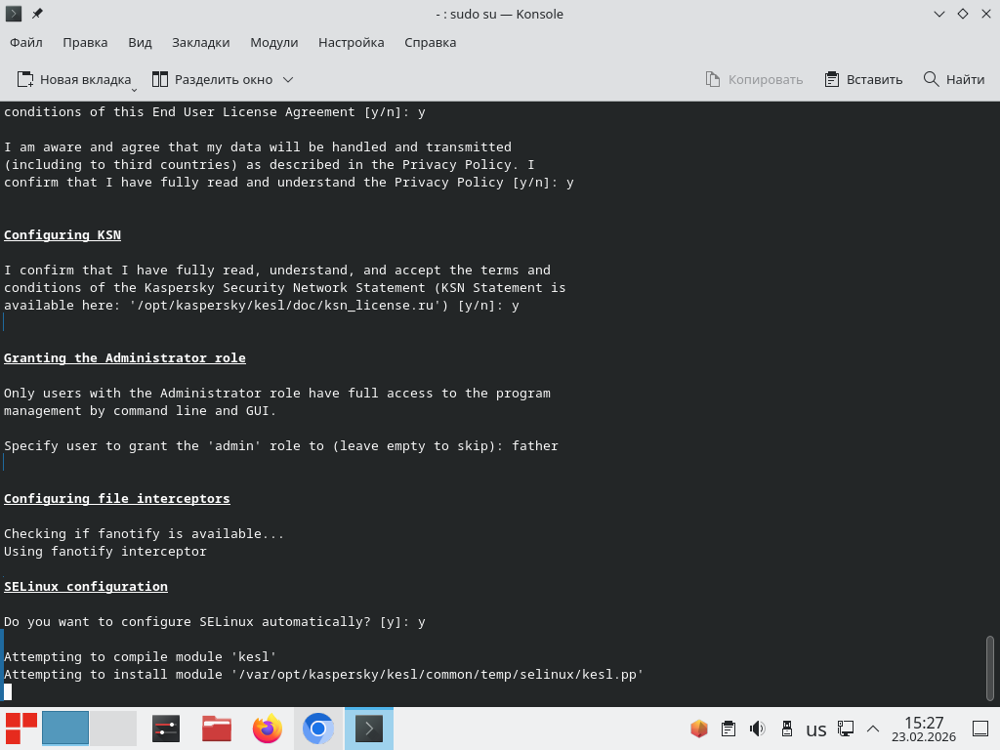 - : sudo su — Konsole
Файл Правка Вид Закладки Модули Настройка Справка
Новая вкладка Разделить окно Копировать Вставить Найти
conditions of this End User License Agreement [y/n]: y
I am aware and agree that my data will be handled and transmitted
(including to third countries) as described in the Privacy Policy. I
confirm that I have fully read and understand the Privacy Policy [y/n]: y
Configuring KSN
I confirm that I have fully read, understand, and accept the terms and
conditions of the Kaspersky Security Network Statement (KSN Statement is
available here: '/opt/kaspersky/kesl/doc/ksn_license.ru') [y/n]: y
Granting the Administrator role
Only users with the Administrator role have full access to the program
management by command line and GUI.
Specify user to grant the 'admin' role to (leave empty to skip): father
Configuring file interceptors
Checking if fanotify is available...
Using fanotify interceptor
SELinux configuration
Do you want to configure SELinux automatically? [y]: y
Attempting to compile module 'kesl'
Attempting to install module '/var/opt/kaspersky/kesl/common/temp/selinux/kesl.pp'
us
15:27
23.02.2026